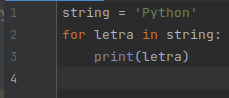 1 string = 'Python'
2 for letra in string:
3     print(letra)
4